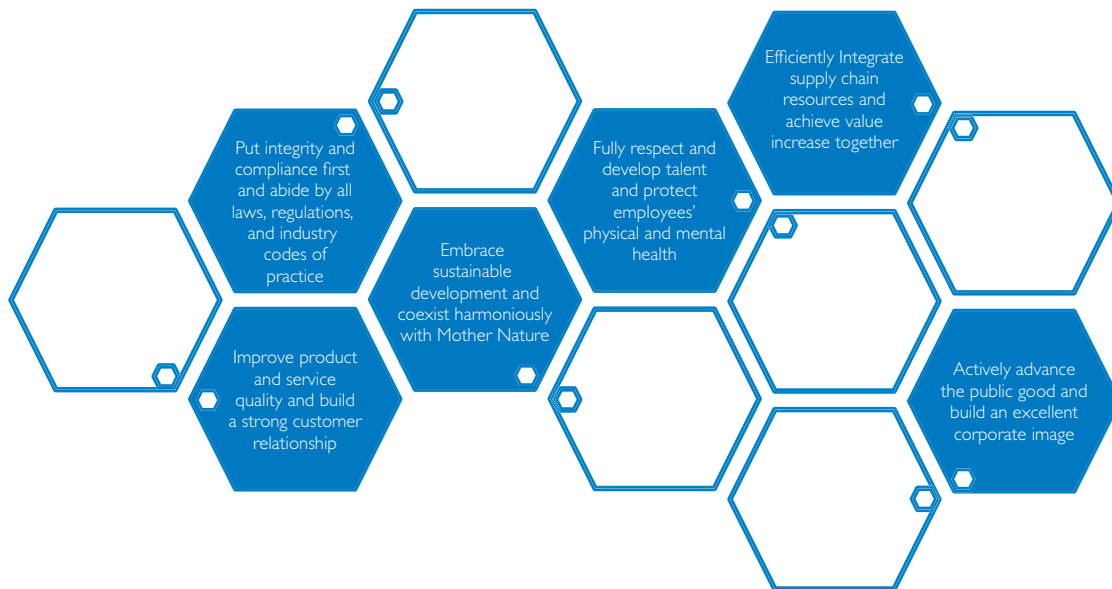 Put integrity and
compliance first
and abide by all
laws, regulations,
and industry
codes of
practice
Improve product
and service
quality and build
a strong customer
relationship
Embrace
sustainable
development and
coexist harmoniously
with Mother Nature
Fully respect and
develop talent
and protect
employees’
physical and mental
health
Efficiently Integrate
supply chain
resources and
achieve value
increase together
Actively advance
the public good and
build an excellent
corporate image